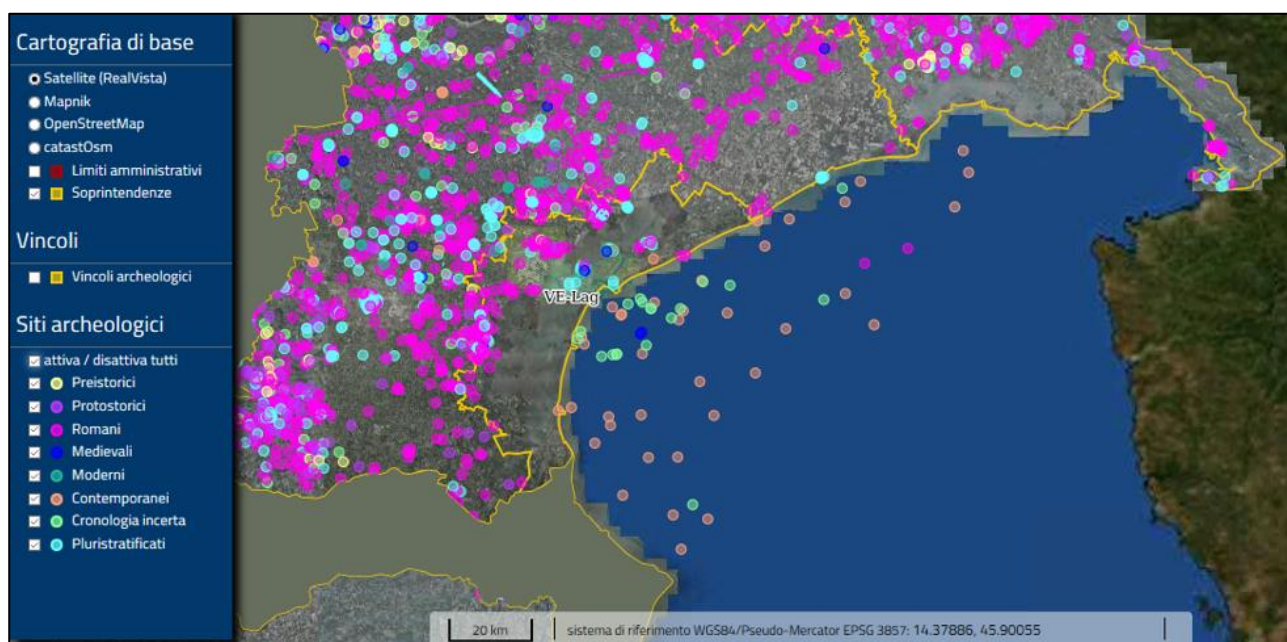 Cartografia di base
Satellite (RealVista)
Mapnik
OpenStreetMap
catastOsm
Limiti amministrativi
Soprintendenze
Vincoli
Vincoli archeologici
Siti archeologici
attiva / disattiva tutti
Preistorici
Protostorici
Romani
Medievali
Moderni
Contemporanei
Cronologia incerta
Pluristratificati
VE-Lag
20 km
sistema di riferimento WGS84/Pseudo-Mercator EPSG 3857: 14.37886, 45.90055